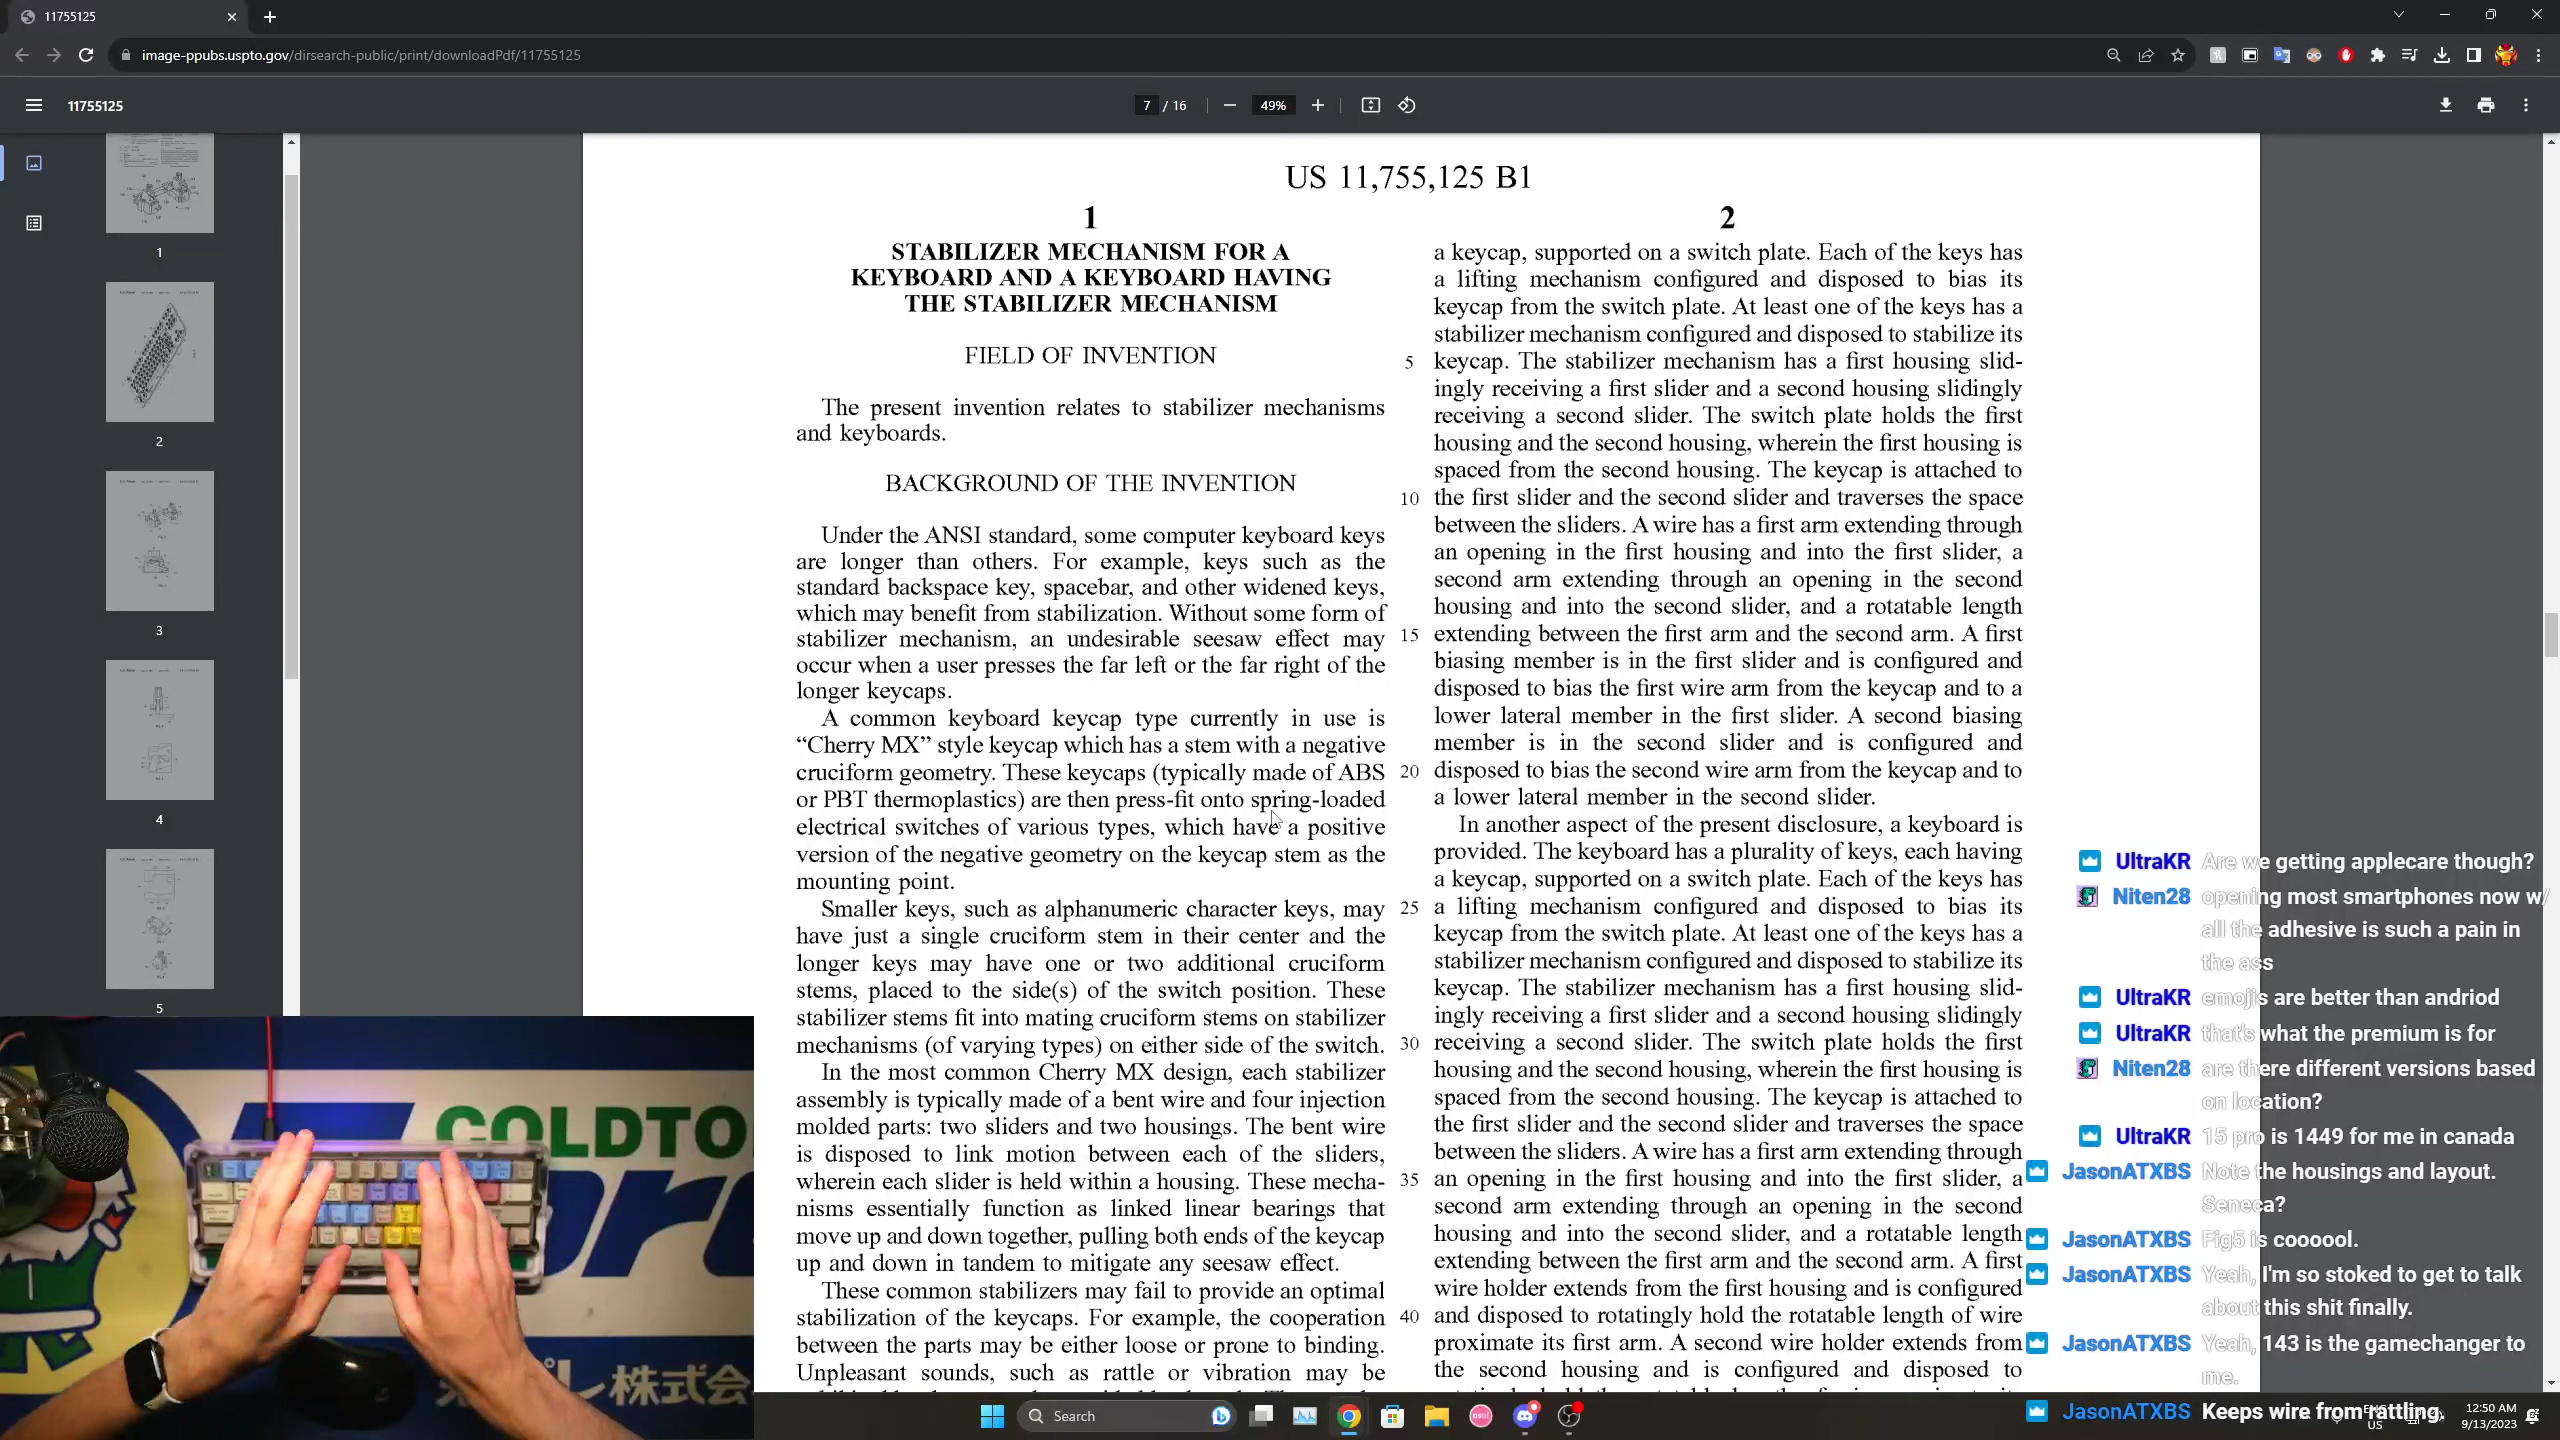 11755125
image-ppubs.uspto.gov/dirsearch-public/print/downloadPdf/11755125
11755125
7 / 16
49%
1
2
3
4
5
US 11,755,125 B1
1
STABILIZER MECHANISM FOR A
KEYBOARD AND A KEYBOARD HAVING
THE STABILIZER MECHANISM
FIELD OF INVENTION
The present invention relates to stabilizer mechanisms
and keyboards.
BACKGROUND OF THE INVENTION
Under the ANSI standard, some computer keyboard keys
are longer than others. For example, keys such as the
standard backspace key, spacebar, and other widened keys,
which may benefit from stabilization. Without some form of
stabilizer mechanism, an undesirable seesaw effect may
occur when a user presses the far left or the far right of the
longer keycaps.
A common keyboard keycap type currently in use is
“Cherry MX” style keycap which has a stem with a negative
cruciform geometry. These keycaps (typically made of ABS
or PBT thermoplastics) are then press-fit onto spring-loaded
electrical switches of various types, which have a positive
version of the negative geometry on the keycap stem as the
mounting point.
Smaller keys, such as alphanumeric character keys, may
have just a single cruciform stem in their center and the
longer keys may have one or two additional cruciform
stems, placed to the side(s) of the switch position. These
stabilizer stems fit into mating cruciform stems on stabilizer
mechanisms (of varying types) on either side of the switch.
In the most common Cherry MX design, each stabilizer
assembly is typically made of a bent wire and four injection
molded parts: two sliders and two housings. The bent wire
is disposed to link motion between each of the sliders,
wherein each slider is held within a housing. These mecha-
nisms essentially function as linked linear bearings that
move up and down together, pulling both ends of the keycap
up and down in tandem to mitigate any seesaw effect.
These common stabilizers may fail to provide an optimal
stabilization of the keycaps. For example, the cooperation
between the parts may be either loose or prone to binding.
Unpleasant sounds, such as rattle or vibration may be
2
a keycap, supported on a switch plate. Each of the keys has
a lifting mechanism configured and disposed to bias its
keycap from the switch plate. At least one of the keys has a
stabilizer mechanism configured and disposed to stabilize its
5 keycap. The stabilizer mechanism has a first housing slid-
ingly receiving a first slider and a second housing slidingly
receiving a second slider. The switch plate holds the first
housing and the second housing, wherein the first housing is
spaced from the second housing. The keycap is attached to
10 the first slider and the second slider and traverses the space
between the sliders. A wire has a first arm extending through
an opening in the first housing and into the first slider, a
second arm extending through an opening in the second
housing and into the second slider, and a rotatable length
15 extending between the first arm and the second arm. A first
biasing member is in the first slider and is configured and
disposed to bias the first wire arm from the keycap and to a
lower lateral member in the first slider. A second biasing
member is in the second slider and is configured and
20 disposed to bias the second wire arm from the keycap and to
a lower lateral member in the second slider.
In another aspect of the present disclosure, a keyboard is
provided. The keyboard has a plurality of keys, each having
a keycap, supported on a switch plate. Each of the keys has
25 a lifting mechanism configured and disposed to bias its
keycap from the switch plate. At least one of the keys has a
stabilizer mechanism configured and disposed to stabilize its
keycap. The stabilizer mechanism has a first housing slid-
ingly receiving a first slider and a second housing slidingly
30 receiving a second slider. The switch plate holds the first
housing and the second housing, wherein the first housing is
spaced from the second housing. The keycap is attached to
the first slider and the second slider and traverses the space
between the sliders. A wire has a first arm extending through
35 an opening in the first housing and into the first slider, a
second arm extending through an opening in the second
housing and into the second slider, and a rotatable length
extending between the first arm and the second arm. A first
wire holder extends from the first housing and is configured
40 and disposed to rotatingly hold the rotatable length of wire
proximate its first arm. A second wire holder extends from
the second housing and is configured and disposed to
UltraKR Are we getting applecare though?
Niten28 opening most smartphones now w/
all the adhesive is such a pain in
the ass
UltraKR emojis are better than andriod
UltraKR that's what the premium is for
Niten28 are there different versions based
on location?
UltraKR 15 pro is 1449 for me in canada
JasonATXBS Note the housings and layout.
Seneca?
JasonATXBS Fig5 is coooool.
JasonATXBS Yeah, I'm so stoked to get to talk
about this shit finally.
JasonATXBS Yeah, 143 is the gamechanger to
me.
JasonATXBS Keeps wire from rattling.
COLDTO
株式会
Search
osu!
ENG
US
12:50 AM
9/13/2023